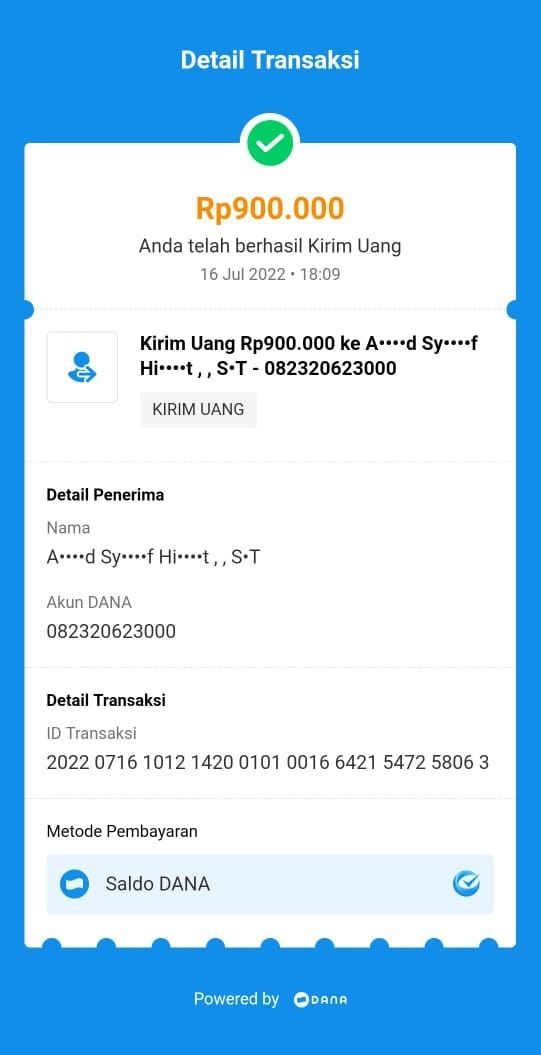 Detail Transaksi
Rp900.000
Anda telah berhasil Kirim Uang
16 Jul 2022 • 18:09
Kirim Uang Rp900.000 ke A••••d Sy••••f
Hi••••t , , S•T - 082320623000
KIRIM UANG
Detail Penerima
Nama
A••••d Sy••••f Hi••••t , , S•T
Akun DANA
082320623000
Detail Transaksi
ID Transaksi
2022 0716 1012 1420 0101 0016 6421 5472 5806 3
Metode Pembayaran
Saldo DANA
Powered by DANA